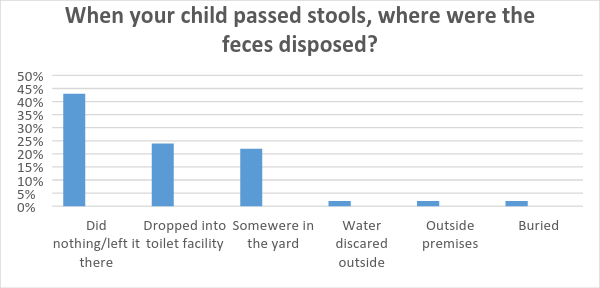 When your child passed stools, where were the
feces disposed?
50%
45%
40%
35%
30%
25%
20%
15%
10%
5%
0%
Did
nothing/left it
there
Dropped into
toilet facility
Somewere in
the yard
Water
discared
outside
Outside
premises
Buried